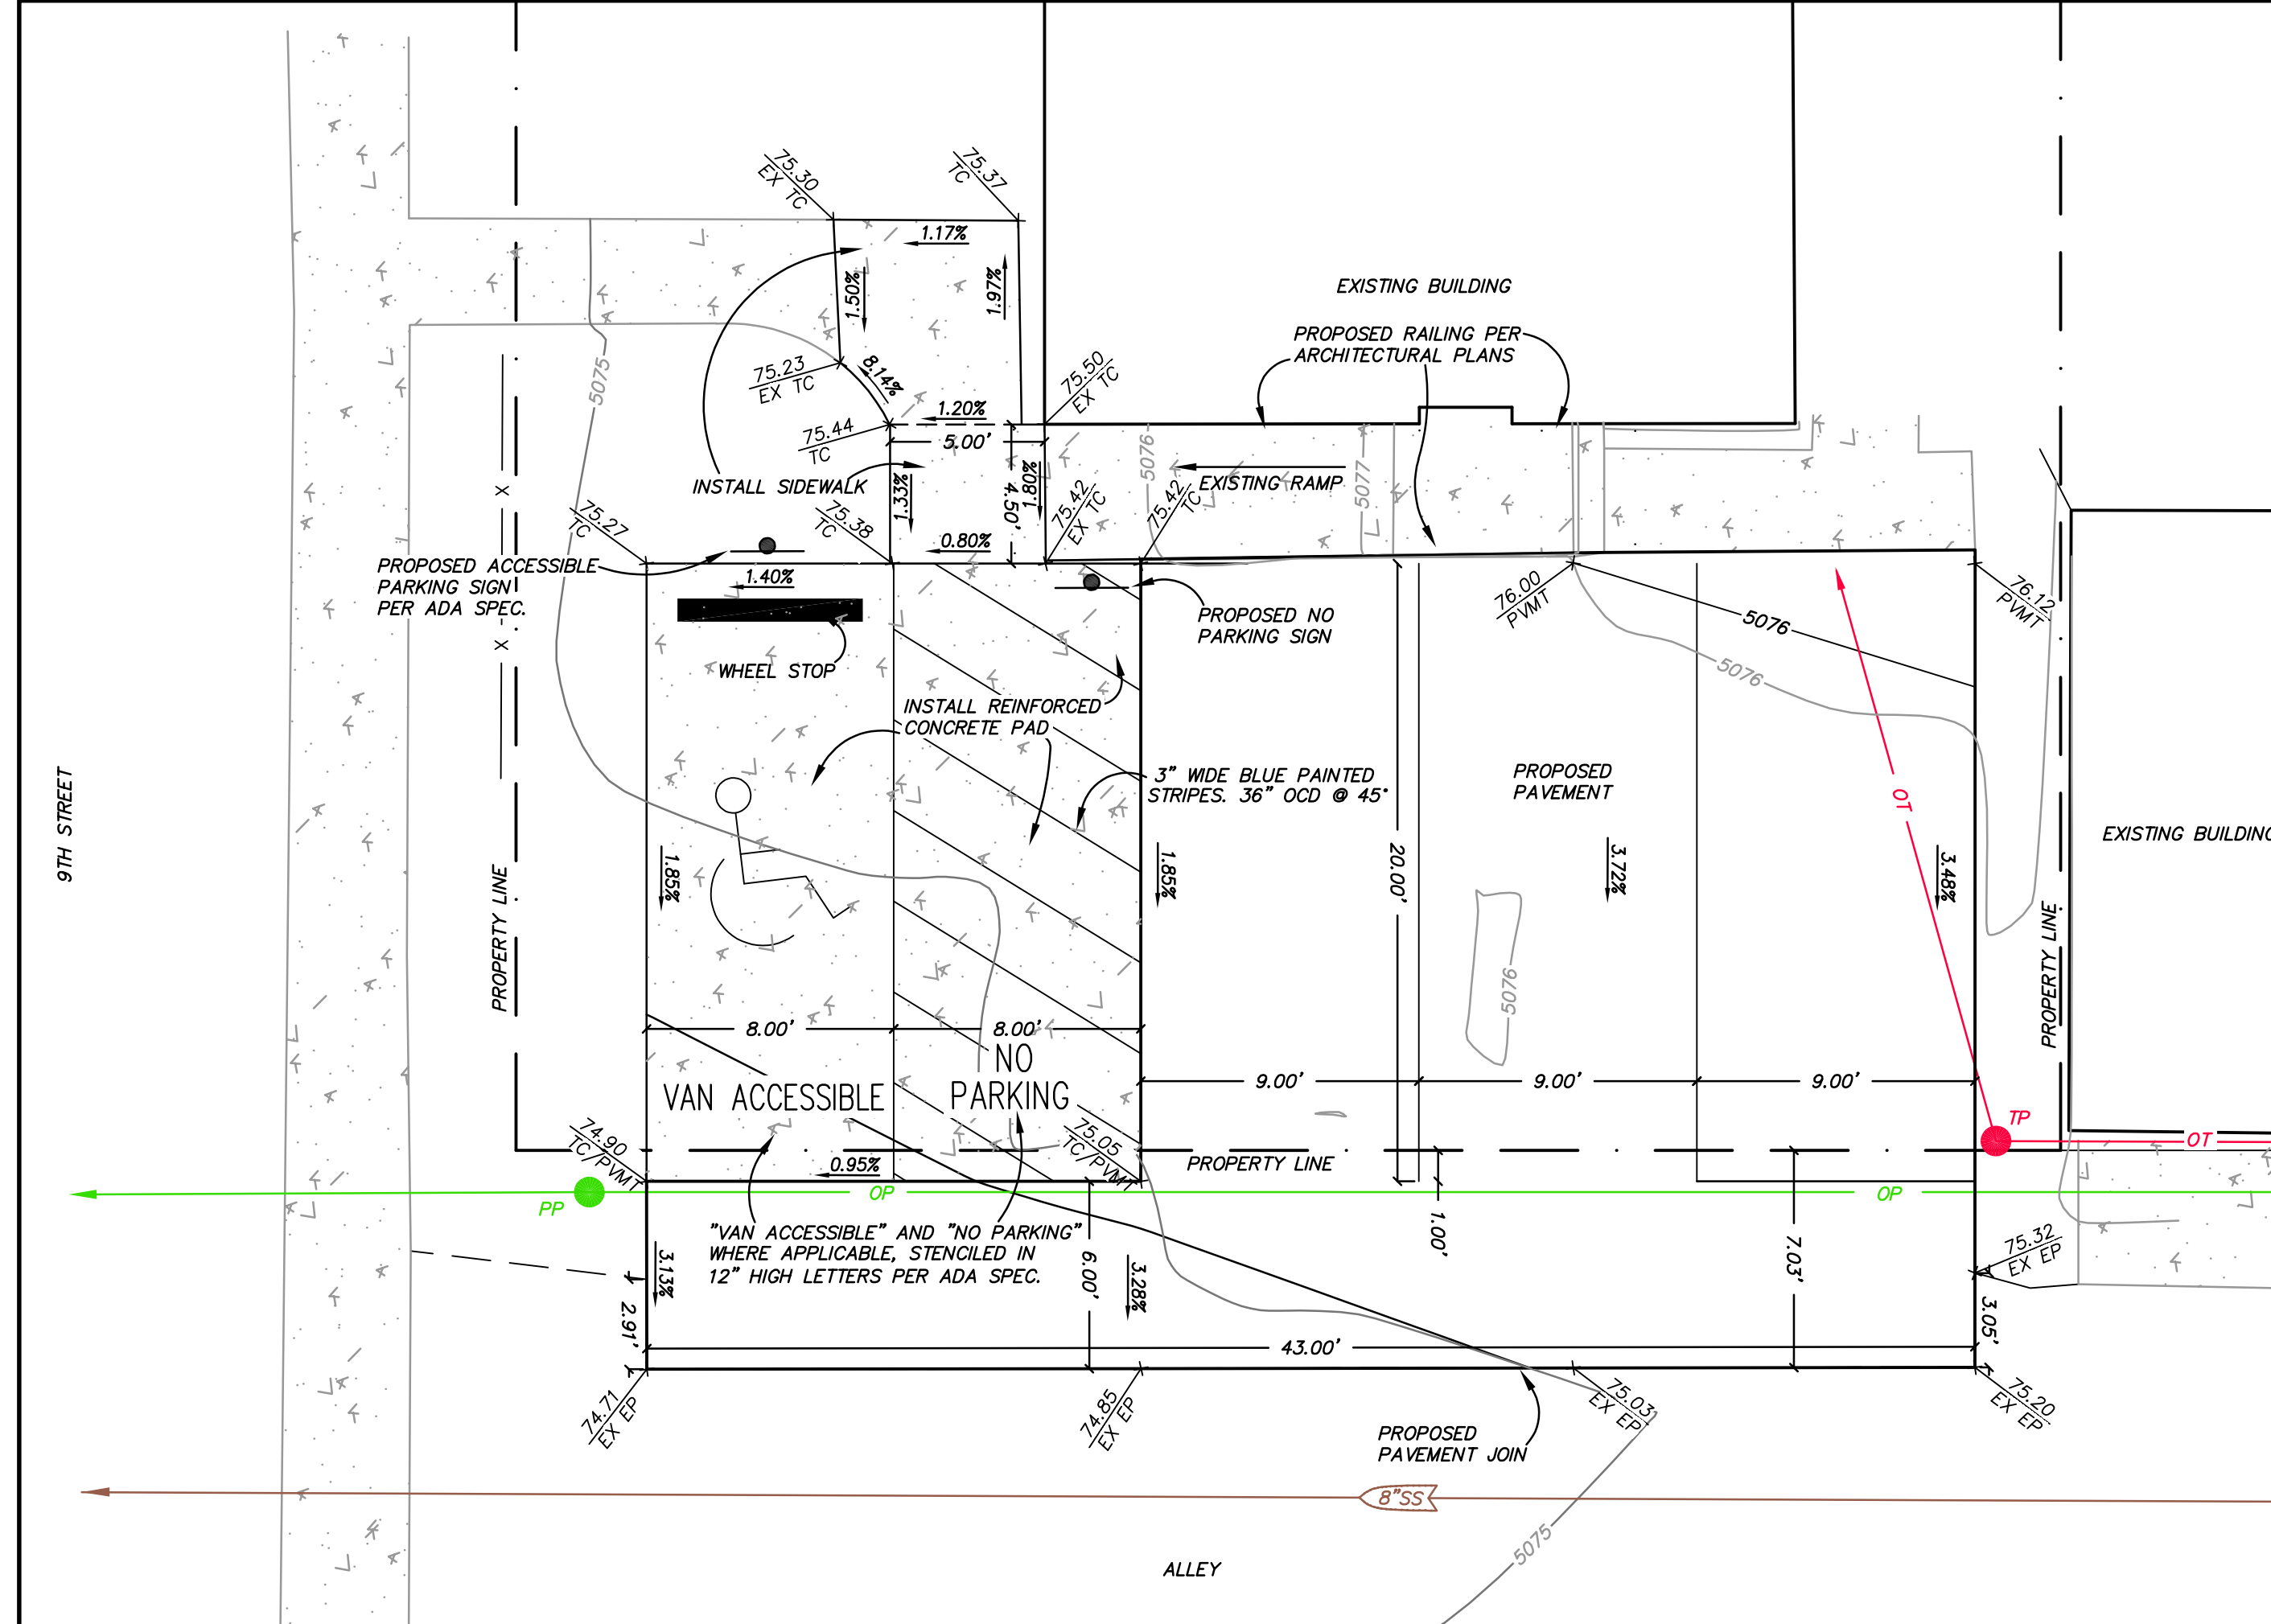 75.30
EX TC
75.37
TC
1.17%
1.50%
1.97%
5075
75.23
EX TC
8.14%
75.44
TC
1.20%
5.00'
75.50
EX TC
EXISTING BUILDING
PROPOSED RAILING PER
ARCHITECTURAL PLANS
X
X
INSTALL SIDEWALK
1.33%
4.50'
1.80%
5076
EXISTING RAMP
5077
75.27
TC
75.38
TC
75.42
EX TC
75.42
TC
0.80%
PROPOSED ACCESSIBLE
PARKING SIGN
PER ADA SPEC.
1.40%
WHEEL STOP
PROPOSED NO
PARKING SIGN
76.00
PVMT
5076
5076
76.12
PVMT
INSTALL REINFORCED
CONCRETE PAD
3" WIDE BLUE PAINTED
STRIPES. 36" OCD @ 45°
PROPOSED
PAVEMENT
OT
EXISTING BUILDING
9TH STREET
PROPERTY LINE
1.85%
1.85%
20.00'
3.72%
3.48%
PROPERTY LINE
5076
8.00'
8.00'
NO
PARKING
VAN ACCESSIBLE
9.00'
9.00'
9.00'
TP
OT
74.90
TC/PVMT
0.95%
75.05
TC/PVMT
PROPERTY LINE
PP
OP
OP
"VAN ACCESSIBLE" AND "NO PARKING"
WHERE APPLICABLE, STENCILED IN
12" HIGH LETTERS PER ADA SPEC.
3.13%
2.91'
6.00'
3.28%
1.00'
7.03'
75.32
EX EP
3.05'
43.00'
74.71
EX EP
74.85
EX EP
75.03
EX EP
75.20
EX EP
PROPOSED
PAVEMENT JOIN
8"SS
5075
ALLEY